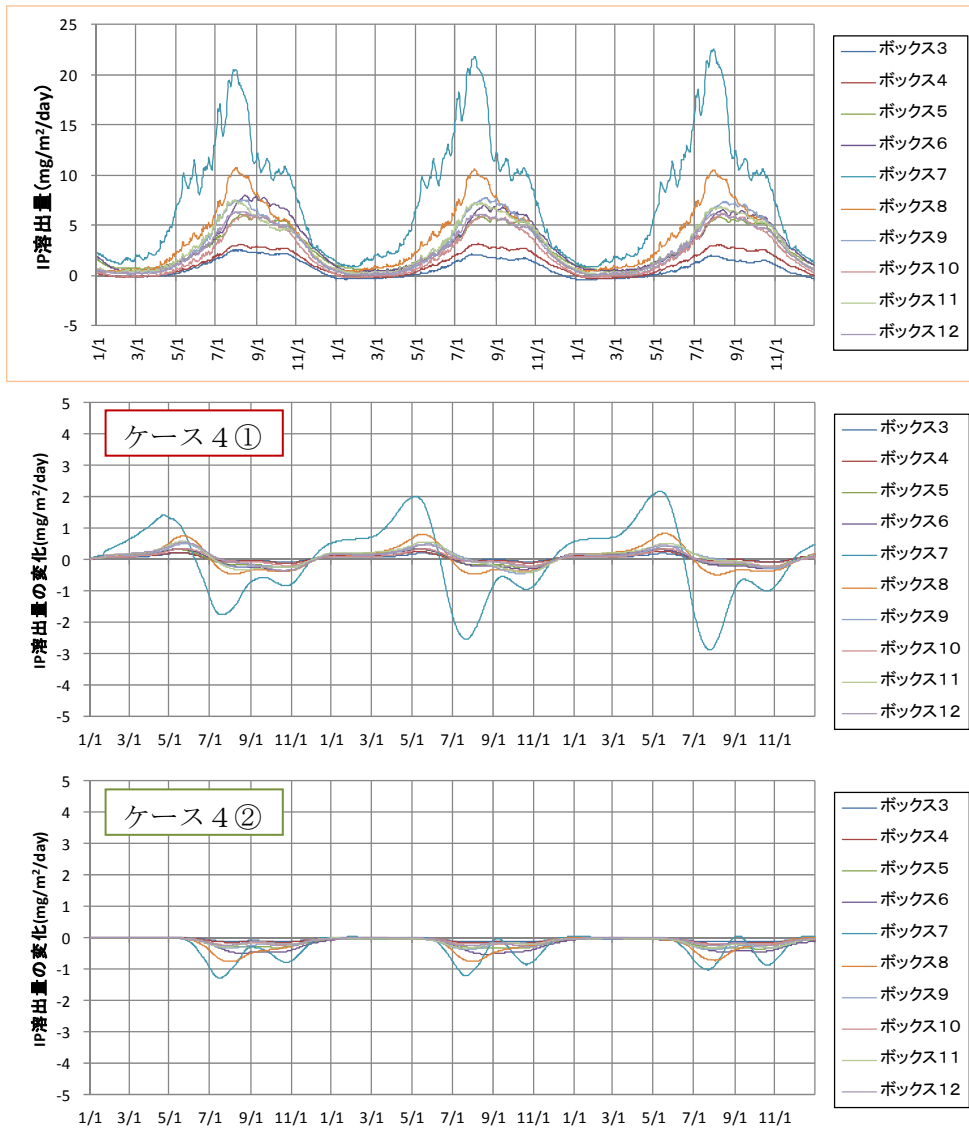 IP溶出量(mg/m²/day)
25
20
15
10
5
0
-5
1/1 3/1 5/1 7/1 9/1 11/1 1/1 3/1 5/1 7/1 9/1 11/1 1/1 3/1 5/1 7/1 9/1 11/1
ボックス3
ボックス4
ボックス5
ボックス6
ボックス7
ボックス8
ボックス9
ボックス10
ボックス11
ボックス12
ケース4①
IP溶出量の変化(mg/m²/day)
5
4
3
2
1
0
-1
-2
-3
-4
-5
1/1 3/1 5/1 7/1 9/1 11/1 1/1 3/1 5/1 7/1 9/1 11/1 1/1 3/1 5/1 7/1 9/1 11/1
ボックス3
ボックス4
ボックス5
ボックス6
ボックス7
ボックス8
ボックス9
ボックス10
ボックス11
ボックス12
ケース4②
IP溶出量の変化(mg/m²/day)
5
4
3
2
1
0
-1
-2
-3
-4
-5
1/1 3/1 5/1 7/1 9/1 11/1 1/1 3/1 5/1 7/1 9/1 11/1 1/1 3/1 5/1 7/1 9/1 11/1
ボックス3
ボックス4
ボックス5
ボックス6
ボックス7
ボックス8
ボックス9
ボックス10
ボックス11
ボックス12